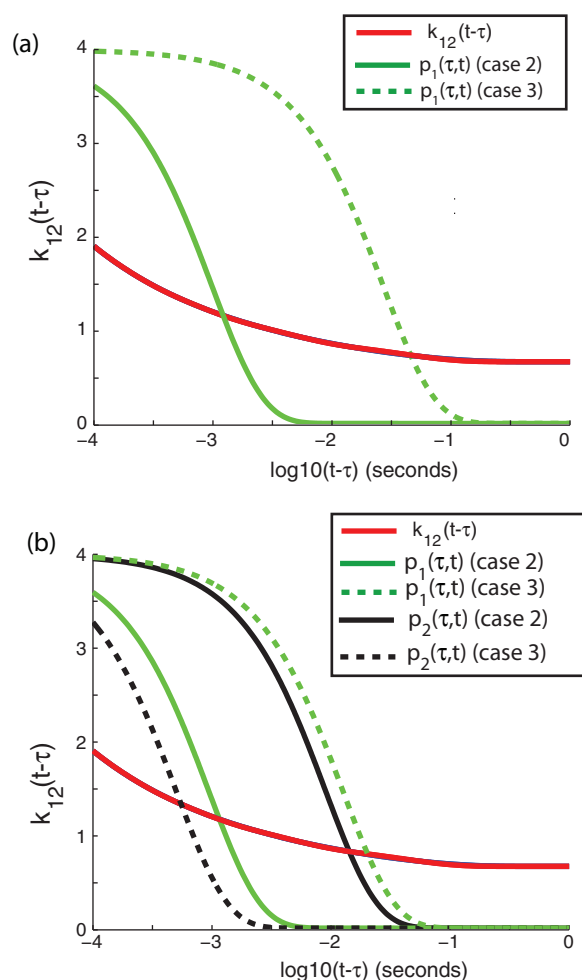 (a)
k12(t-τ)
p1(τ,t) (case 2)
p1(τ,t) (case 3)
4
3
2
1
0
k12(t-τ)
-4
-3
-2
-1
0
log10(t-τ) (seconds)
(b)
k12(t-τ)
p1(τ,t) (case 2)
p1(τ,t) (case 3)
p2(τ,t) (case 2)
p2(τ,t) (case 3)
4
3
2
1
0
k12(t-τ)
-4
-3
-2
-1
0
log10(t-τ) (seconds)